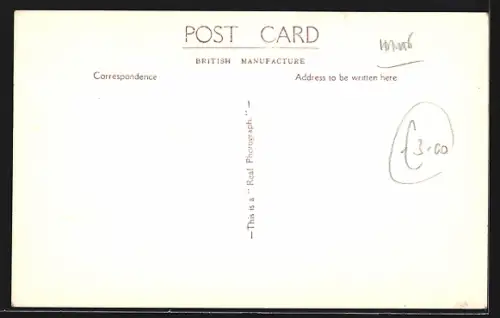 POST CARD
BRITISH MANUFACTURE
Correspondence
Address to be written here
—This is a "Real Photograph."—
£3-00